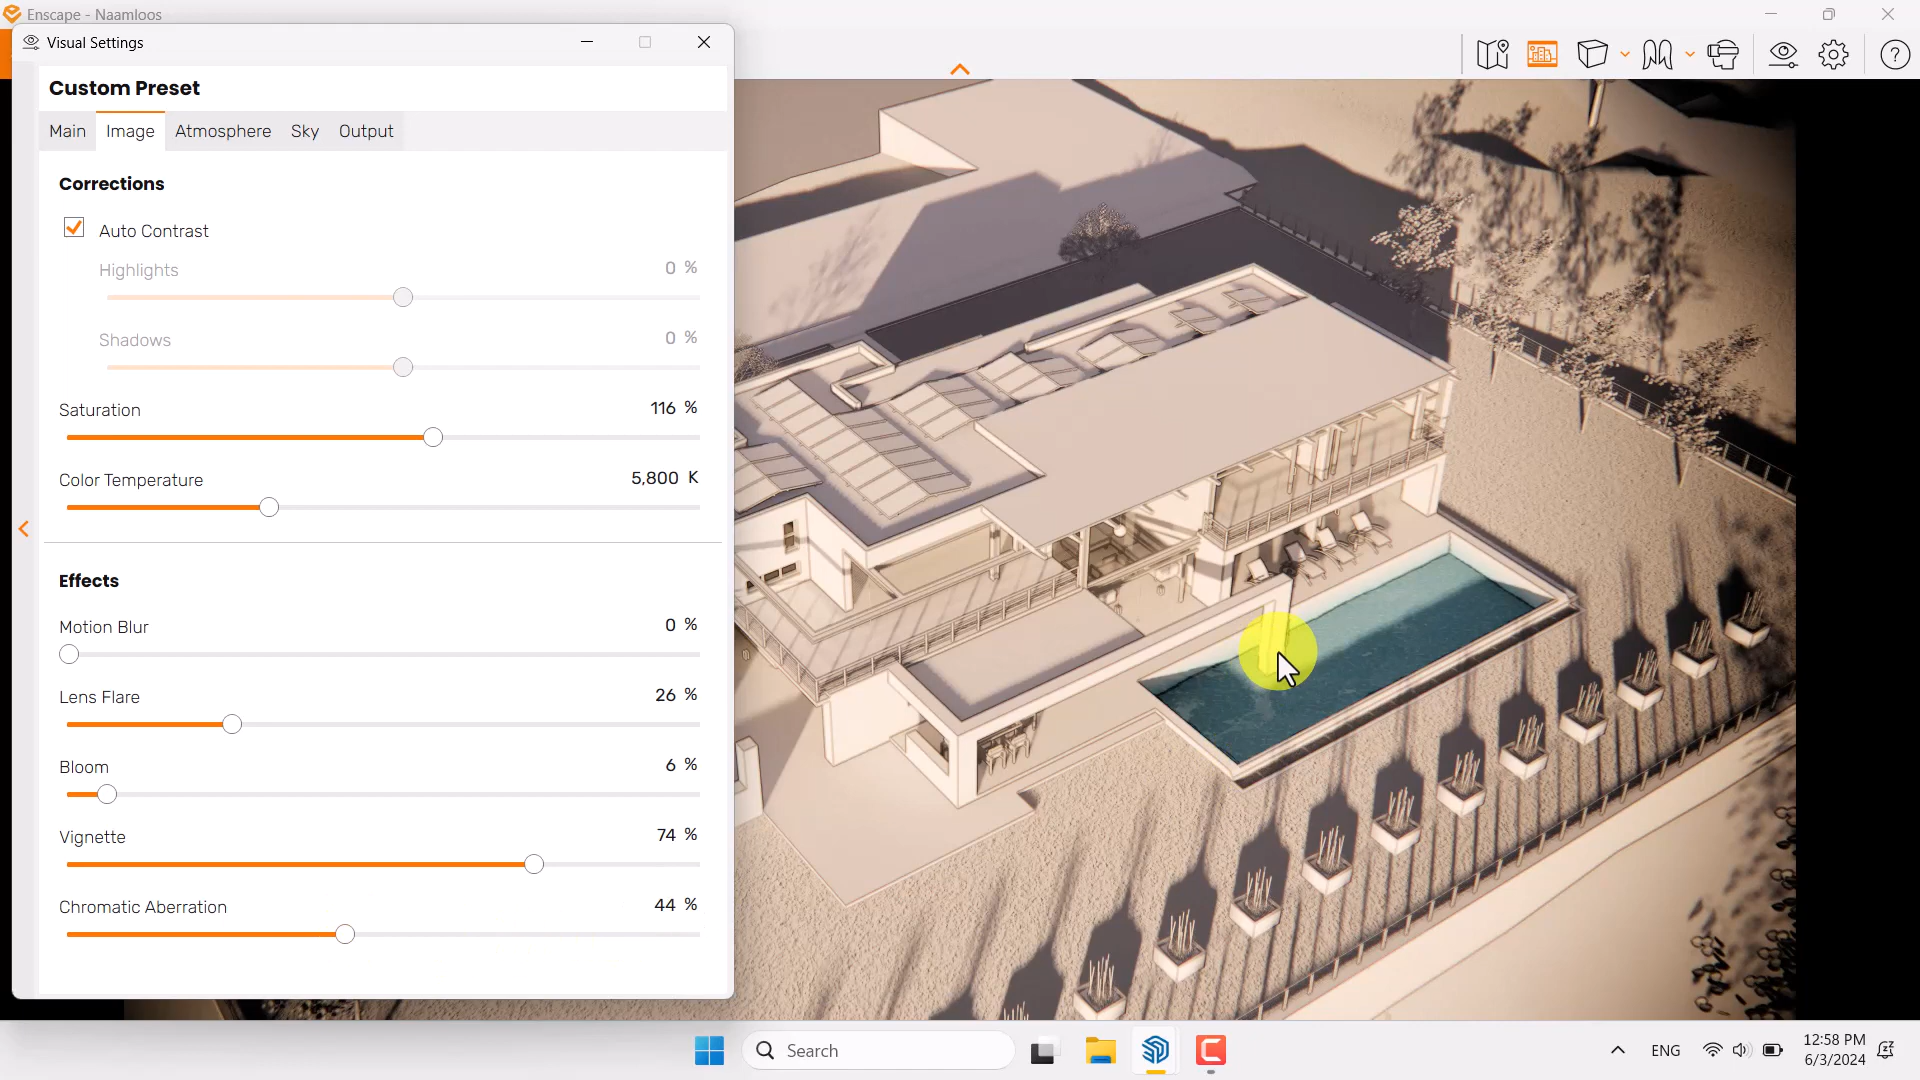 Enscape - Naamloos
Visual Settings
Custom Preset
Main Image Atmosphere Sky Output
Corrections
Auto Contrast
Highlights 0 %
Shadows 0 %
Saturation 116 %
Color Temperature 5,800 K
Effects
Motion Blur 0 %
Lens Flare 26 %
Bloom 6 %
Vignette 74 %
Chromatic Aberration 44 %
Search
ENG
12:58 PM
6/3/2024